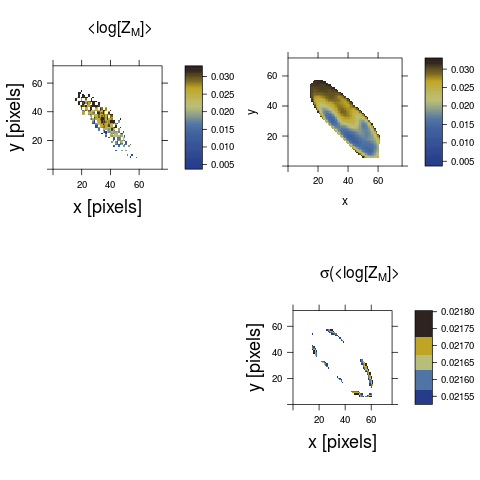 <log[Z_M]>
60
40
20
20 40 60
x [pixels]
y [pixels]
0.030
0.025
0.020
0.015
0.010
0.005
60
40
20
20 40 60
x
y
0.030
0.025
0.020
0.015
0.010
0.005
σ(<log[Z_M]>
60
40
20
20 40 60
x [pixels]
y [pixels]
0.02180
0.02175
0.02170
0.02165
0.02160
0.02155